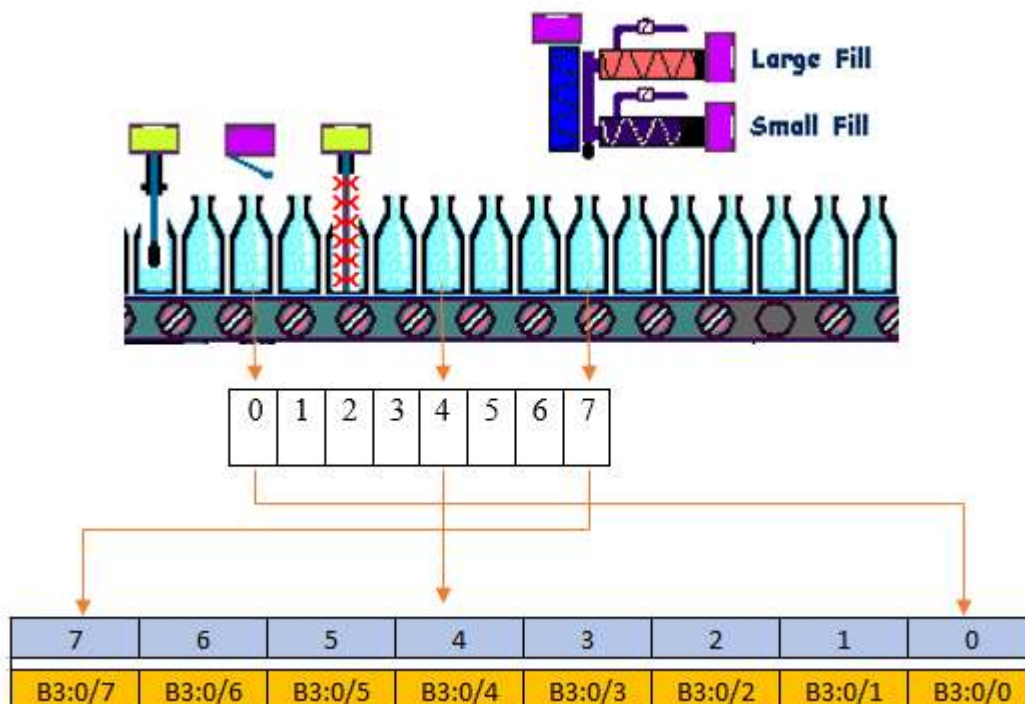 Large Fill
Small Fill
0 1 2 3 4 5 6 7
7 6 5 4 3 2 1 0
B3:0/7 B3:0/6 B3:0/5 B3:0/4 B3:0/3 B3:0/2 B3:0/1 B3:0/0